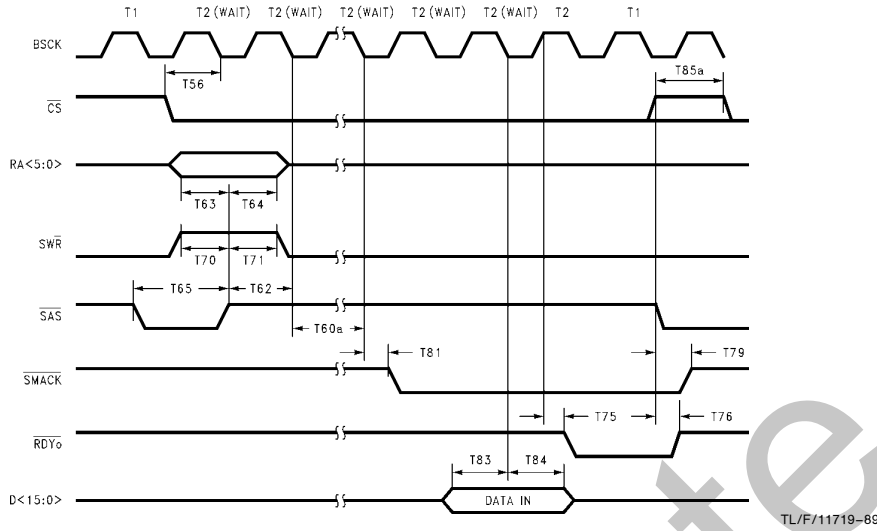 T1 T2 (WAIT) T2 (WAIT) T2 (WAIT) T2 (WAIT) T2 (WAIT) T2 T1
BSCK
T56
T85a
CS
RA<5:0>
T63 T64
SWR
T70 T71
T65 T62
SAS
T60a
T81 T79
SMACK
T75 T76
RDYo
T83 T84
D<15:0>
DATA IN
TL/F/11719-89